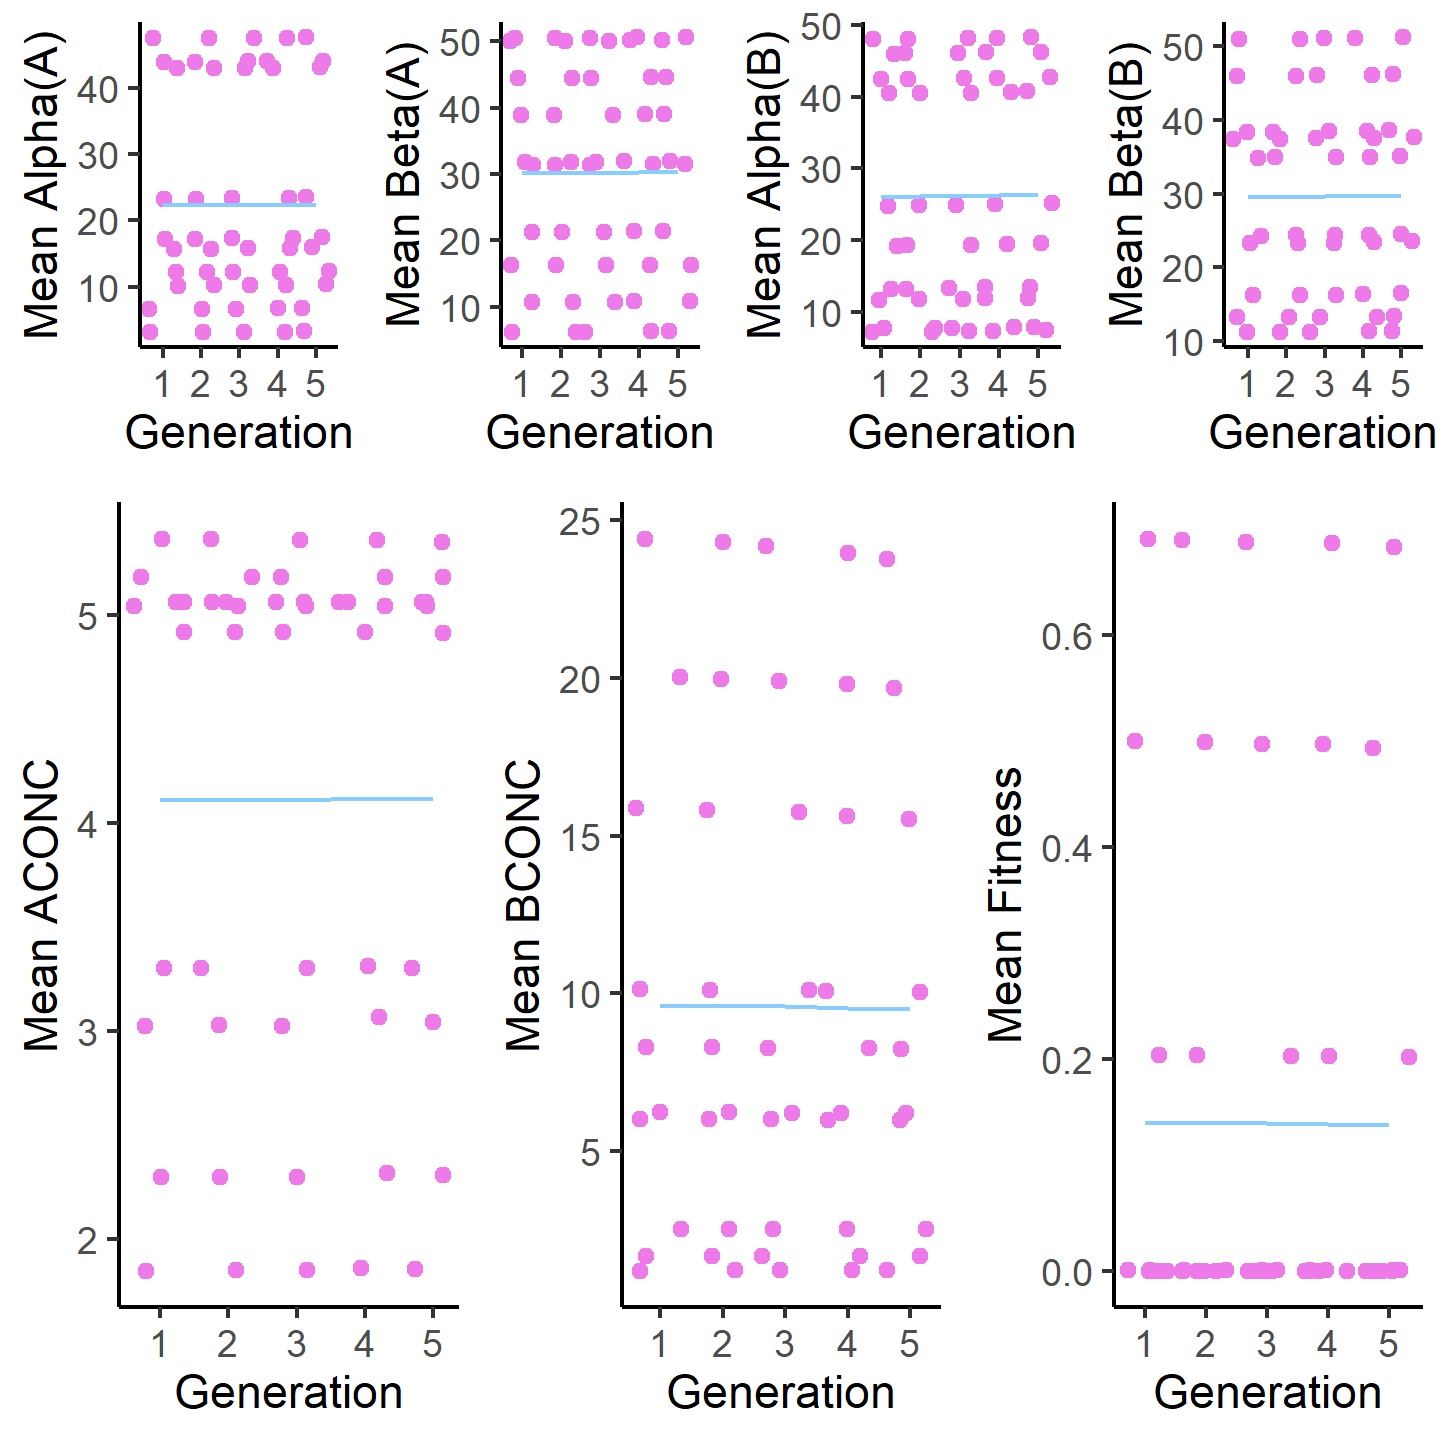 Mean Alpha(A)
40
30
20
10
1 2 3 4 5
Generation
Mean Beta(A)
50
40
30
20
10
1 2 3 4 5
Generation
Mean Alpha(B)
50
40
30
20
10
1 2 3 4 5
Generation
Mean Beta(B)
50
40
30
20
10
1 2 3 4 5
Generation
Mean ACONC
5
4
3
2
1 2 3 4 5
Generation
Mean BCONC
25
20
15
10
5
1 2 3 4 5
Generation
Mean Fitness
0.6
0.4
0.2
0.0
1 2 3 4 5
Generation